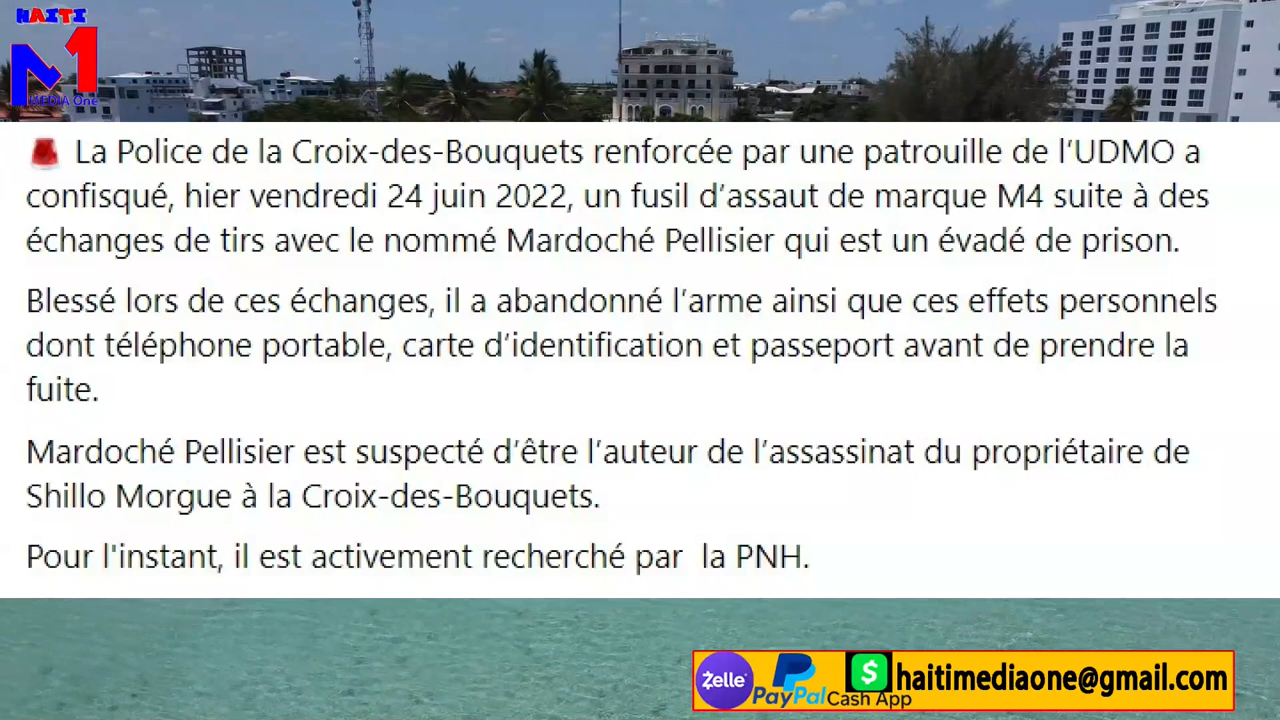 HAITI
M1
MEDIA One
La Police de la Croix-des-Bouquets renforcée par une patrouille de l’UDMO a
confisqué, hier vendredi 24 juin 2022, un fusil d’assaut de marque M4 suite à des
échanges de tirs avec le nommé Mardoché Pellisier qui est un évadé de prison.
Blessé lors de ces échanges, il a abandonné l’arme ainsi que ces effets personnels
dont téléphone portable, carte d’identification et passeport avant de prendre la
fuite.
Mardoché Pellisier est suspecté d’être l’auteur de l’assassinat du propriétaire de
Shillo Morgue à la Croix-des-Bouquets.
Pour l'instant, il est activement recherché par  la PNH.
Zelle
PayPal
$
Cash App
haitimediaone@gmail.com